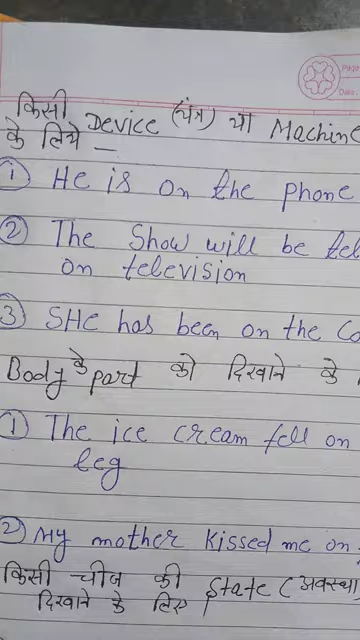 किसी Device (यंत्र) या Machine
के लिये –
① He is on the phone
② The Show will be tel
on television
③ SHe has been on the Co
Body के part को दिखाने के
① The ice cream fell on
leg
② My mother kissed me on
किसी चीज की State (अवस्था)
दिखाने के लिए